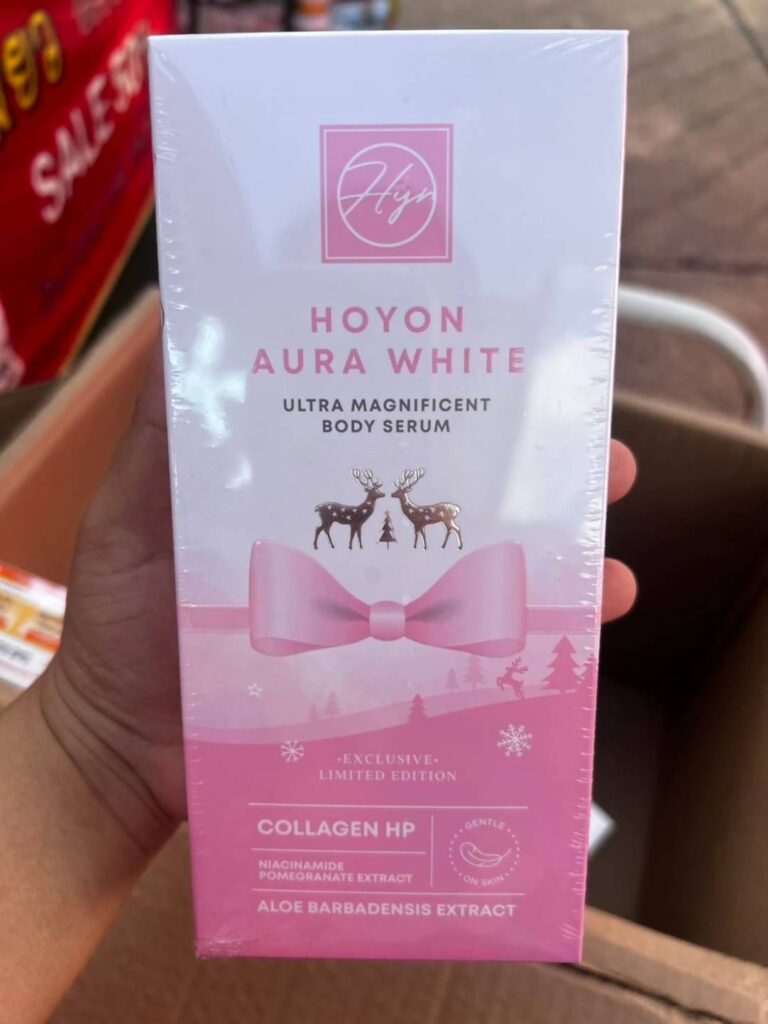 SALE 50%
Hyn
HOYON
AURA WHITE
ULTRA MAGNIFICENT
BODY SERUM
•EXCLUSIVE•
LIMITED EDITION
COLLAGEN HP
NIACINAMIDE
POMEGRANATE EXTRACT
GENTLE
ON SKIN
ALOE BARBADENSIS EXTRACT